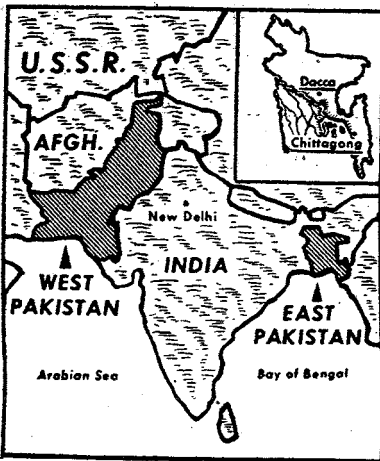 U.S.S.R.
Dacca
Chittagong
AFGH.
New Delhi
INDIA
WEST
PAKISTAN
EAST
PAKISTAN
Arabian Sea
Bay of Bengal